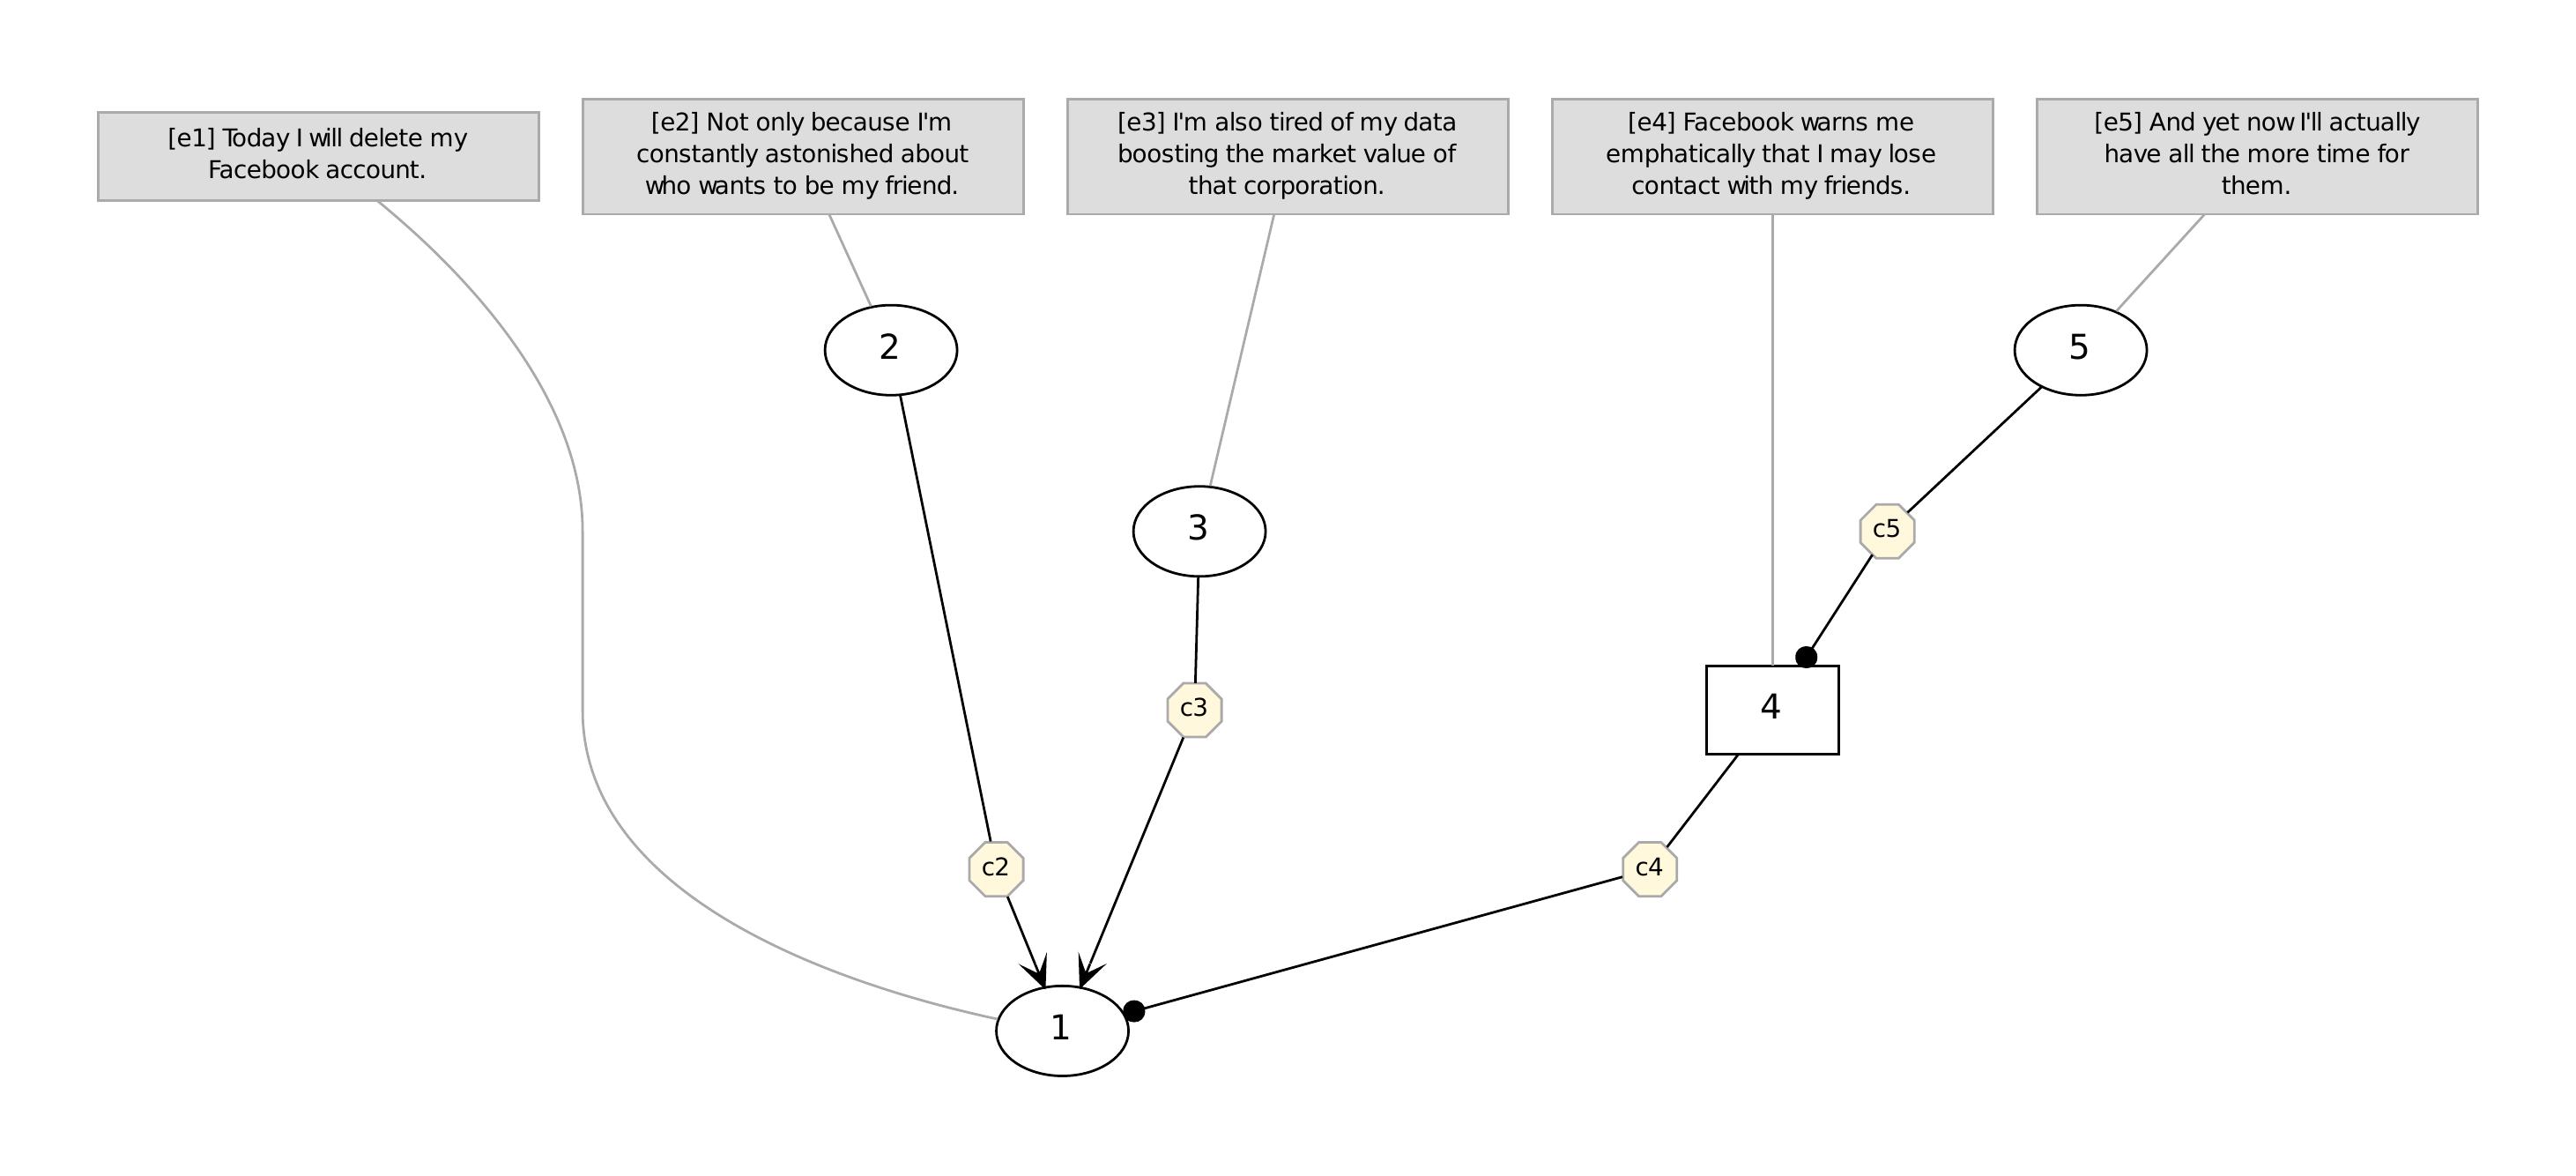 [e1] Today I will delete my
Facebook account.
[e2] Not only because I'm
constantly astonished about
who wants to be my friend.
[e3] I'm also tired of my data
boosting the market value of
that corporation.
[e4] Facebook warns me
emphatically that I may lose
contact with my friends.
[e5] And yet now I'll actually
have all the more time for
them.
2
5
3
c5
c3
4
c2
c4
1